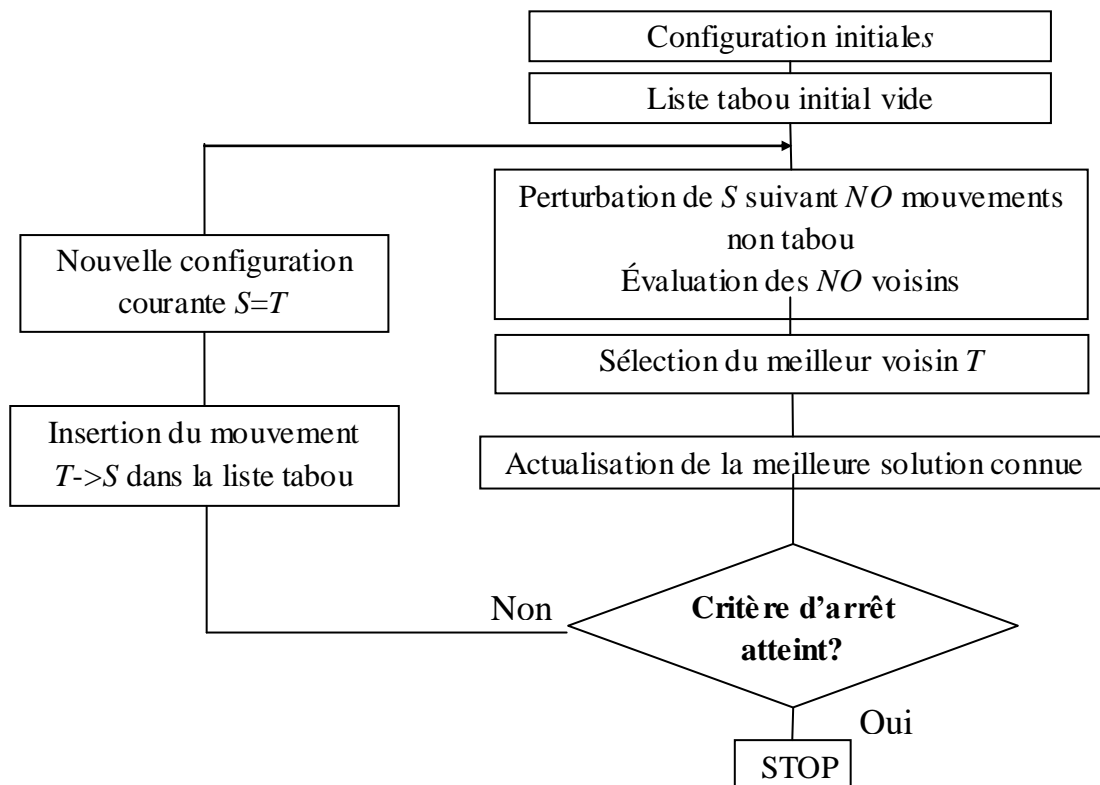 Configuration initiales
Liste tabou initial vide
Perturbation de S suivant NO mouvements
non tabou
Évaluation des NO voisins
Sélection du meilleur voisin T
Actualisation de la meilleure solution connue
Critère d’arrêt
atteint?
Non
Insertion du mouvement
T->S dans la liste tabou
Nouvelle configuration
courante S=T
Oui
STOP